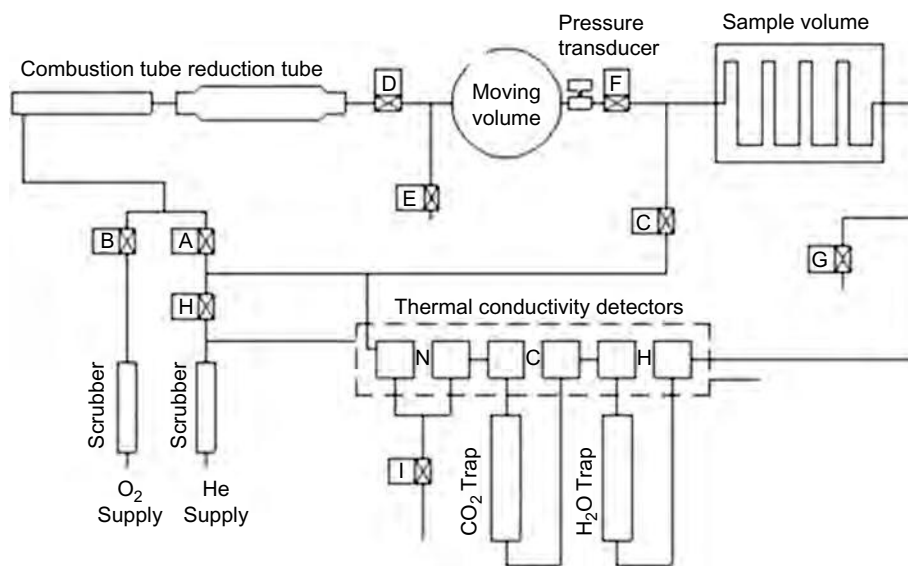 Pressure
transducer
Sample volume
Combustion tube reduction tube
D
Moving
volume
F
E
C
B
A
G
H
Thermal conductivity detectors
N
C
H
Scrubber
Scrubber
I
CO2 Trap
H2O Trap
O2
Supply
He
Supply